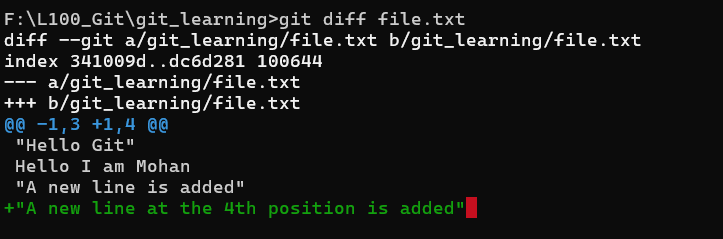 F:\L100_Git\git_learning>git diff file.txt
diff --git a/git_learning/file.txt b/git_learning/file.txt
index 341009d..dc6d281 100644
--- a/git_learning/file.txt
+++ b/git_learning/file.txt
@@ -1,3 +1,4 @@
 "Hello Git"
 Hello I am Mohan
 "A new line is added"
+"A new line at the 4th position is added"